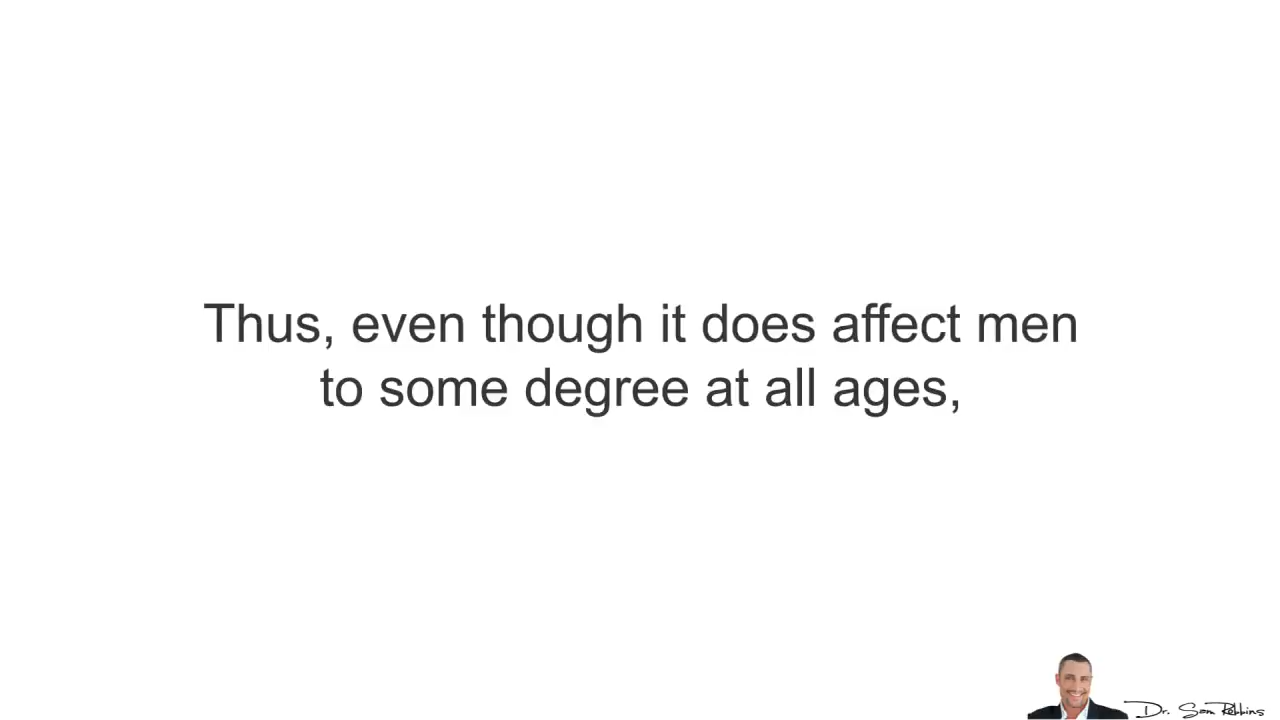 Thus, even though it does affect men
to some degree at all ages,
Dr. Sam Robbins